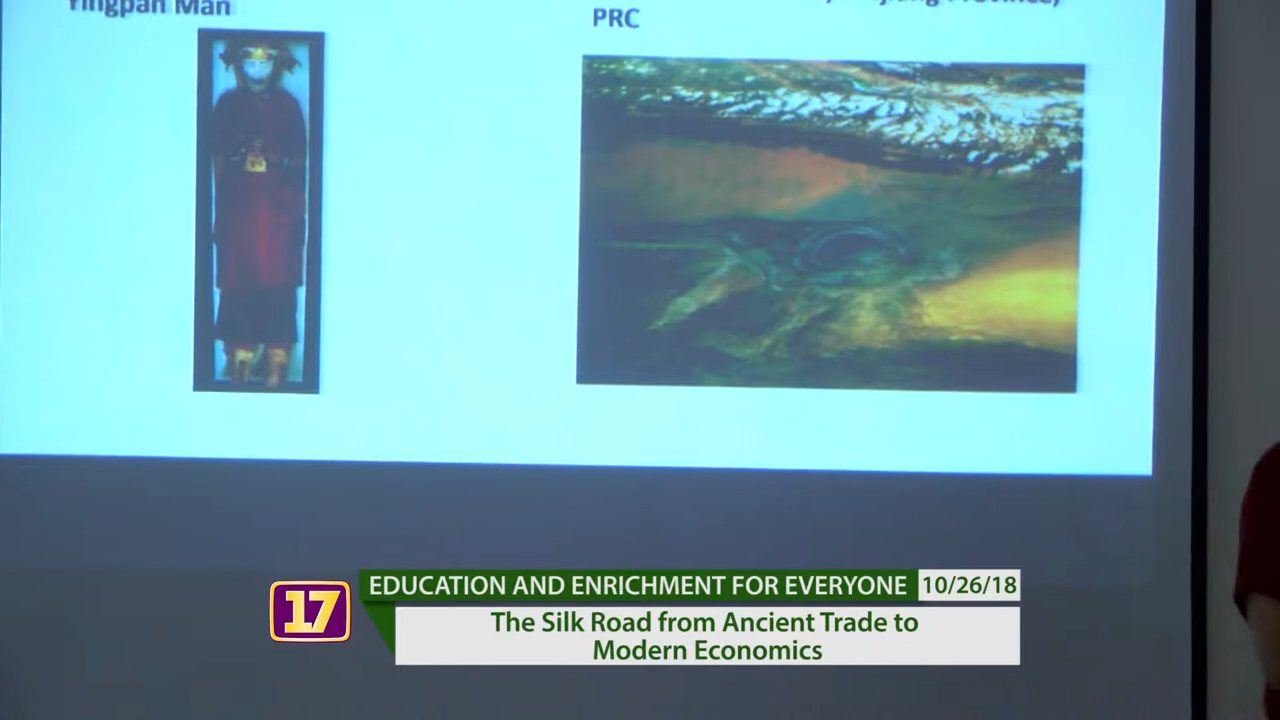 Yingpan Man
PRC
17
EDUCATION AND ENRICHMENT FOR EVERYONE 10/26/18
The Silk Road from Ancient Trade to
Modern Economics